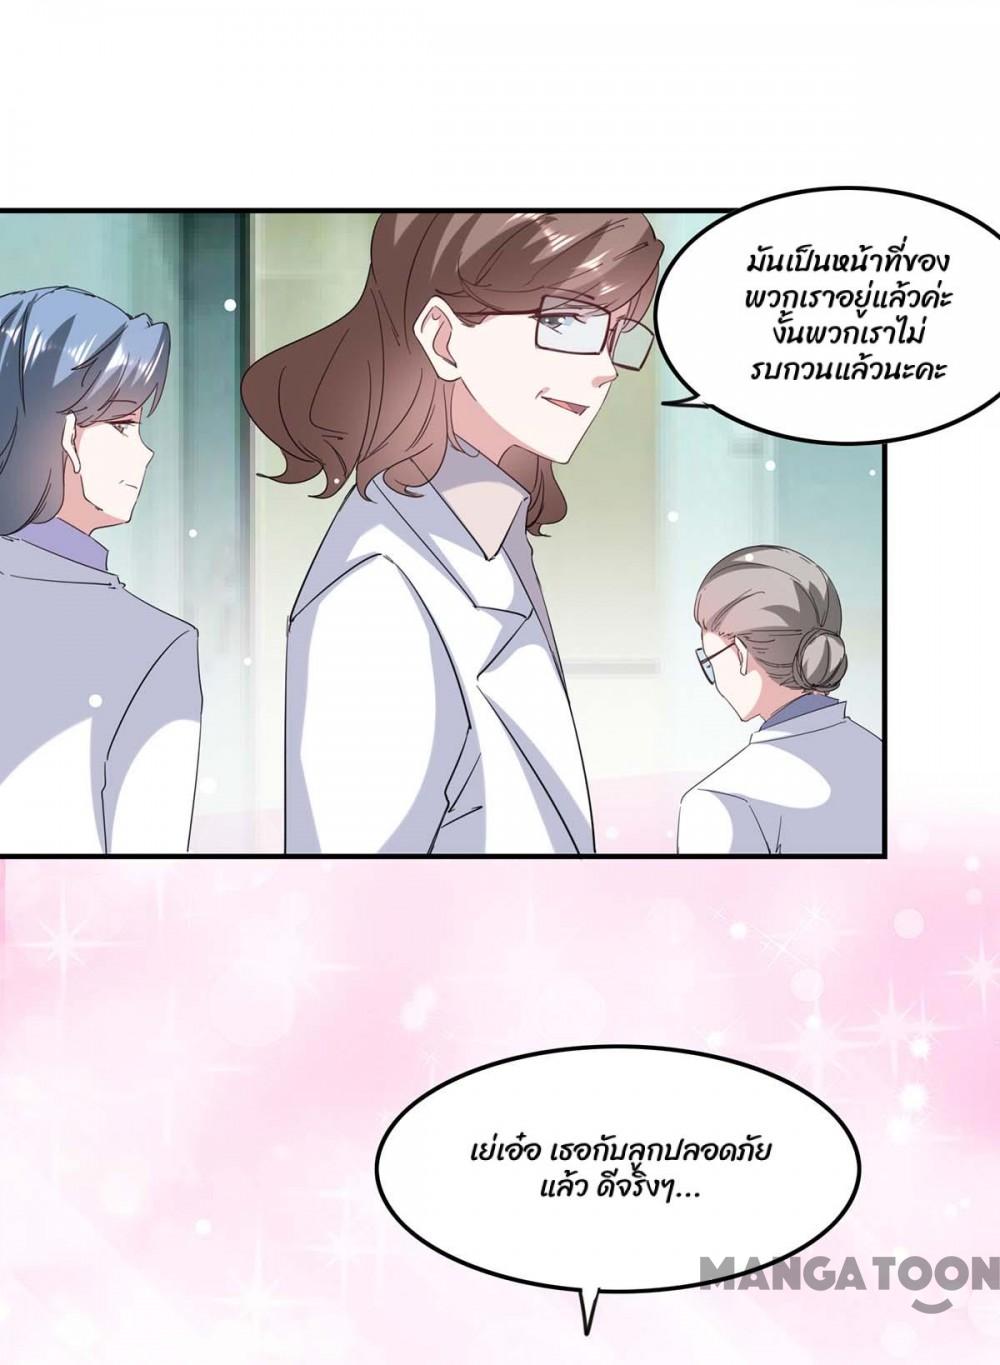 มันเป็นหน้าที่ของ
พวกเราอยู่แล้วค่ะ
งั้นพวกเราไม่
รบกวนแล้วนะคะ
เย่เอ๋อ เธอกับลูกปลอดภัย
แล้ว ดีจริงๆ...
MANGATOON